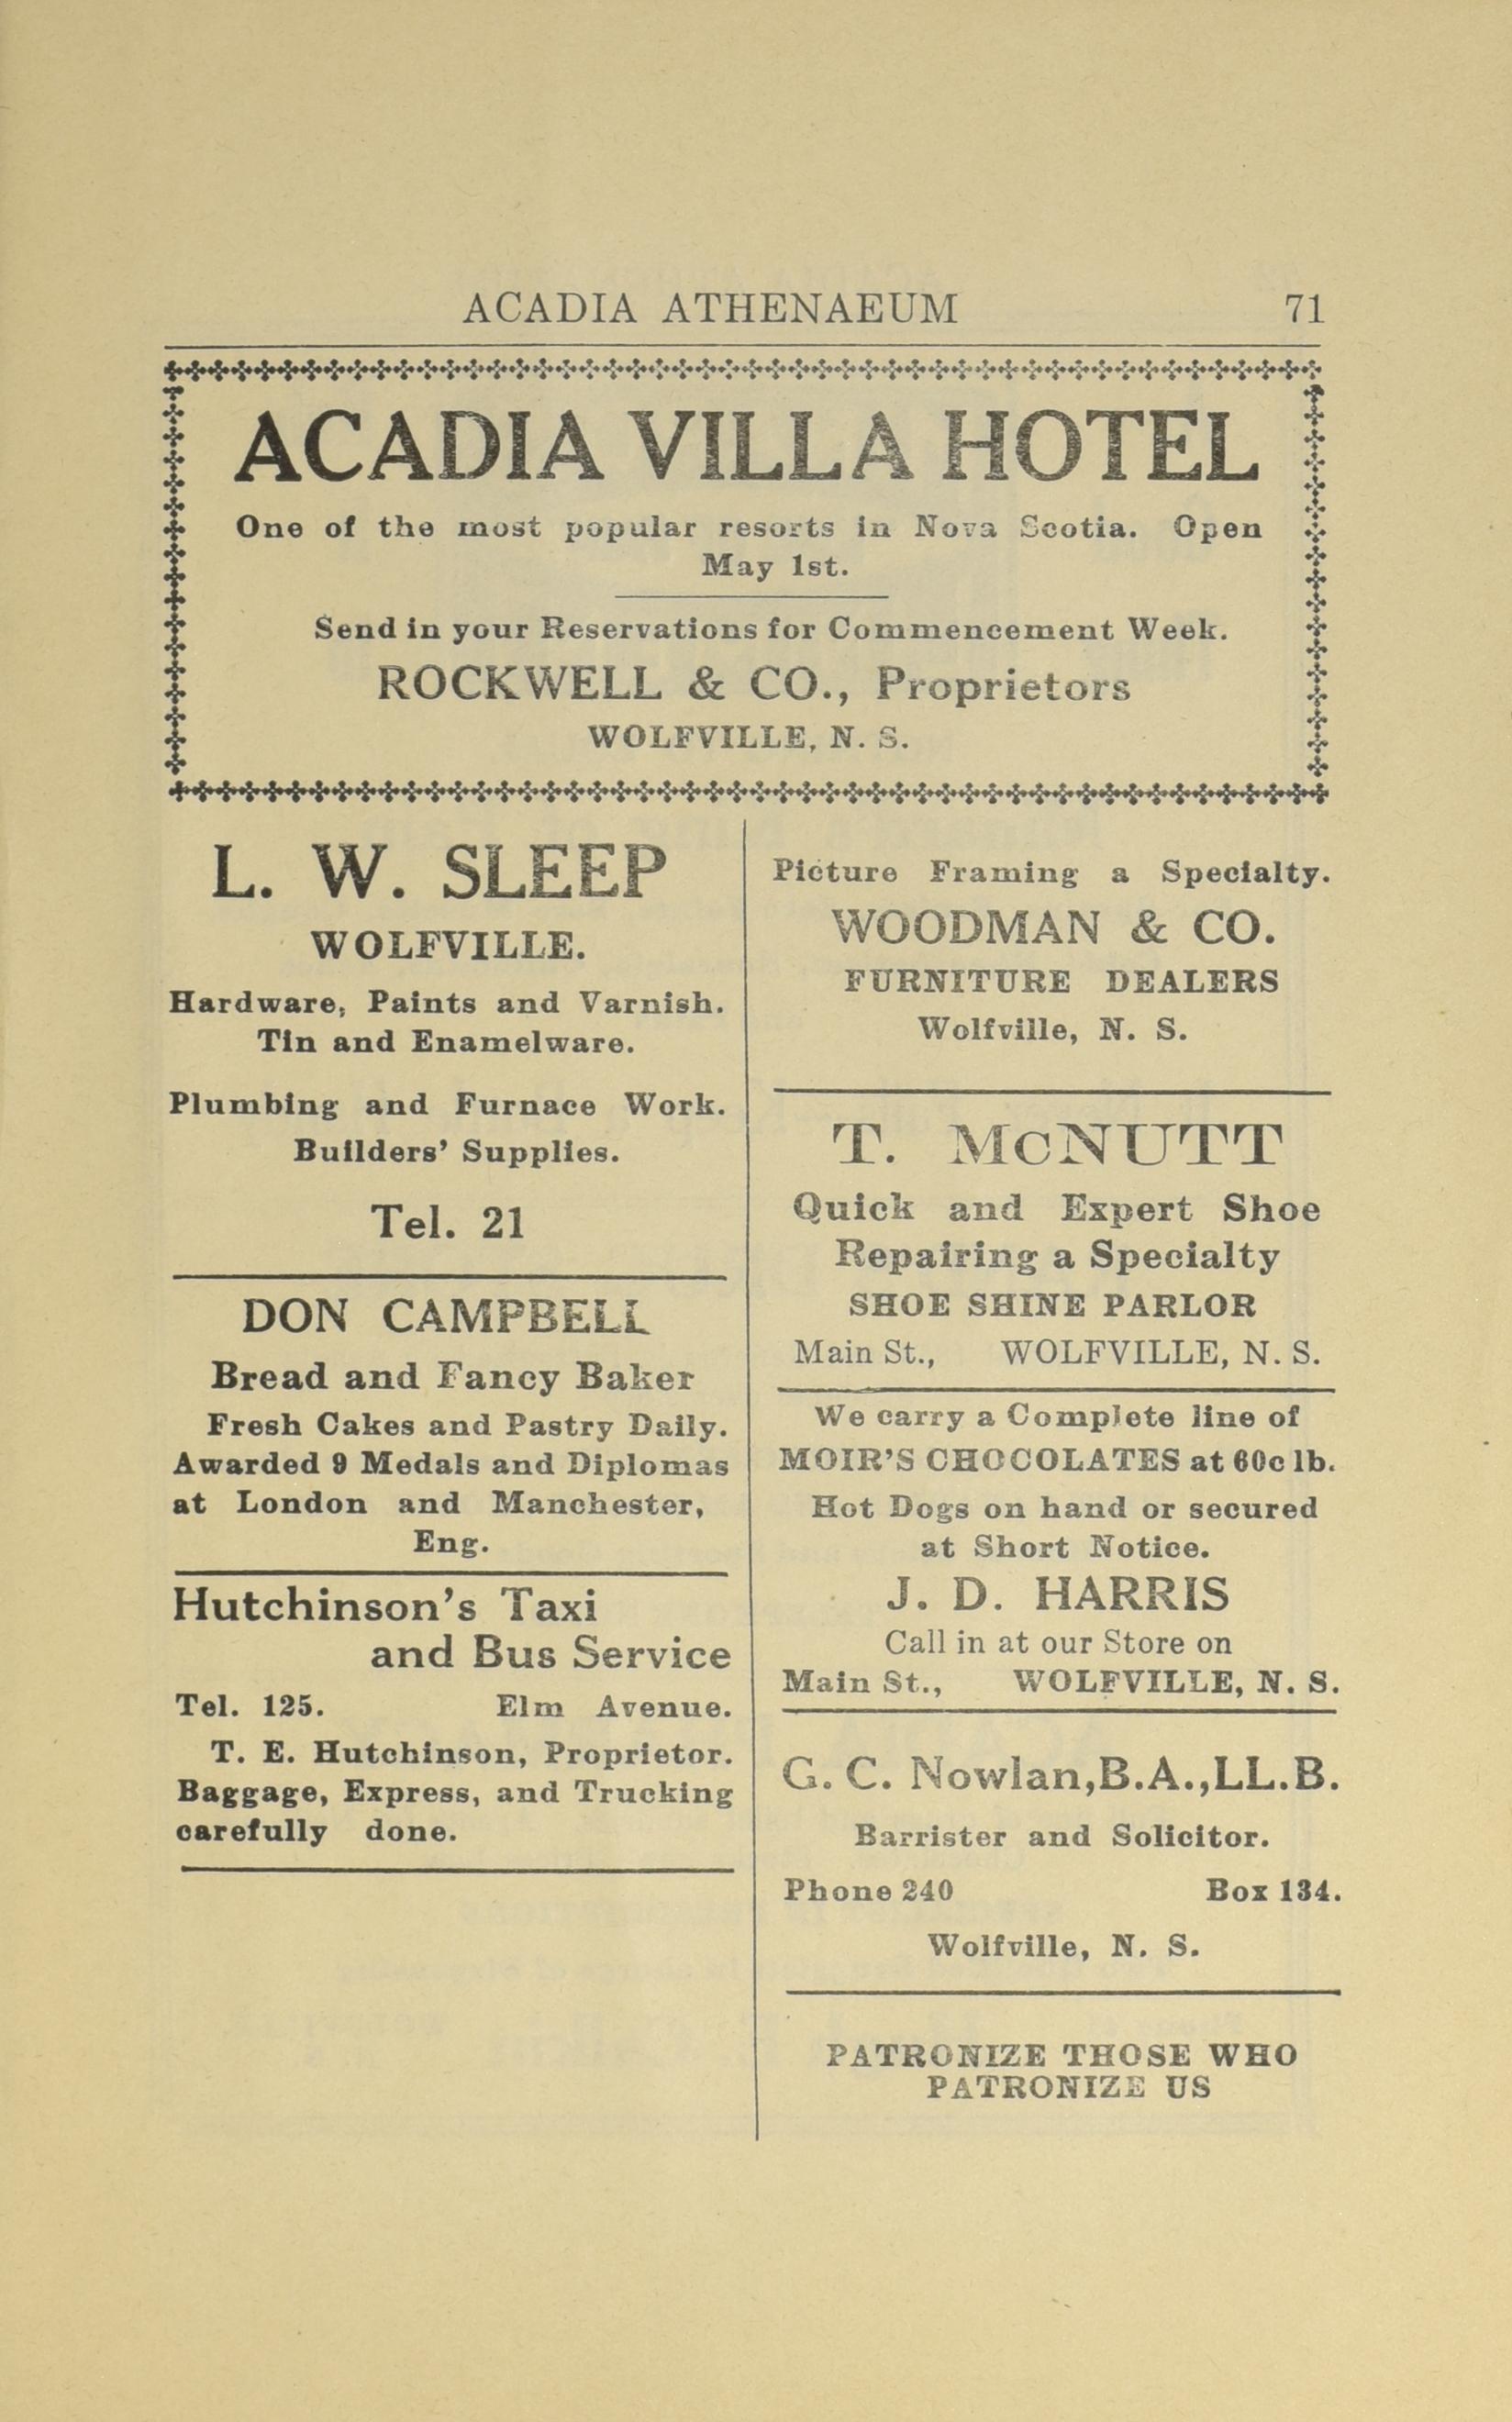 ACADIA ATHENAEUM 71
ACADIA VILLA HOTEL
One of the most popular resorts in Nova Scotia. Open
May 1st.
Send in your Reservations for Commencement Week.
ROCKWELL & CO., Proprietors
WOLFVILLE, N. S.
L. W. SLEEP
WOLFVILLE.
Hardware, Paints and Varnish.
Tin and Enamelware.
Plumbing and Furnace Work.
Builders' Supplies.
Tel. 21
DON CAMPBELL
Bread and Fancy Baker
Fresh Cakes and Pastry Daily.
Awarded 9 Medals and Diplomas
at London and Manchester,
Eng.
Hutchinson's Taxi
and Bus Service
Tel. 125. Elm Avenue.
T. E. Hutchinson, Proprietor.
Baggage, Express, and Trucking
carefully done.
Picture Framing a Specialty.
WOODMAN & CO.
FURNITURE DEALERS
Wolfville, N. S.
T. McNUTT
Quick and Expert Shoe
Repairing a Specialty
SHOE SHINE PARLOR
Main St., WOLFVILLE, N. S.
We carry a Complete line of
MOIR'S CHOCOLATES at 60c lb.
Hot Dogs on hand or secured
at Short Notice.
J. D. HARRIS
Call in at our Store on
Main St., WOLFVILLE, N. S.
G. C. Nowlan,B.A.,LL.B.
Barrister and Solicitor.
Phone 240 Box 134.
Wolfville, N. S.
PATRONIZE THOSE WHO
PATRONIZE US